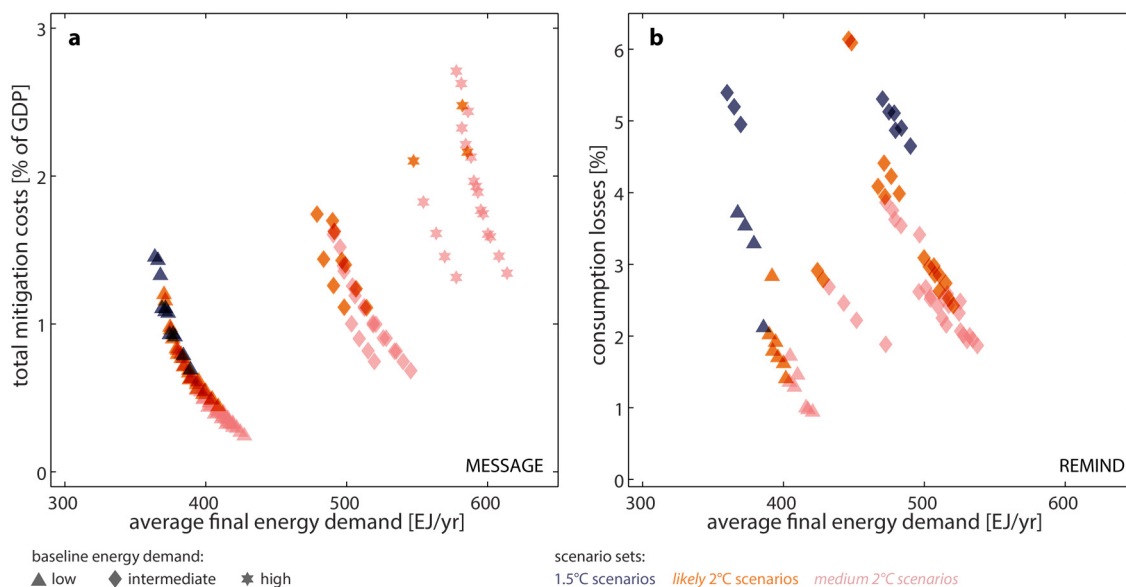 a
total mitigation costs [% of GDP]
3
2
1
0
MESSAGE
300 400 500 600
average final energy demand [EJ/yr]
b
consumption losses [%]
6
5
4
3
2
1
0
REMIND
300 400 500 600
average final energy demand [EJ/yr]
baseline energy demand:
low intermediate high
scenario sets:
1.5°C scenarios likely 2°C scenarios medium 2°C scenarios